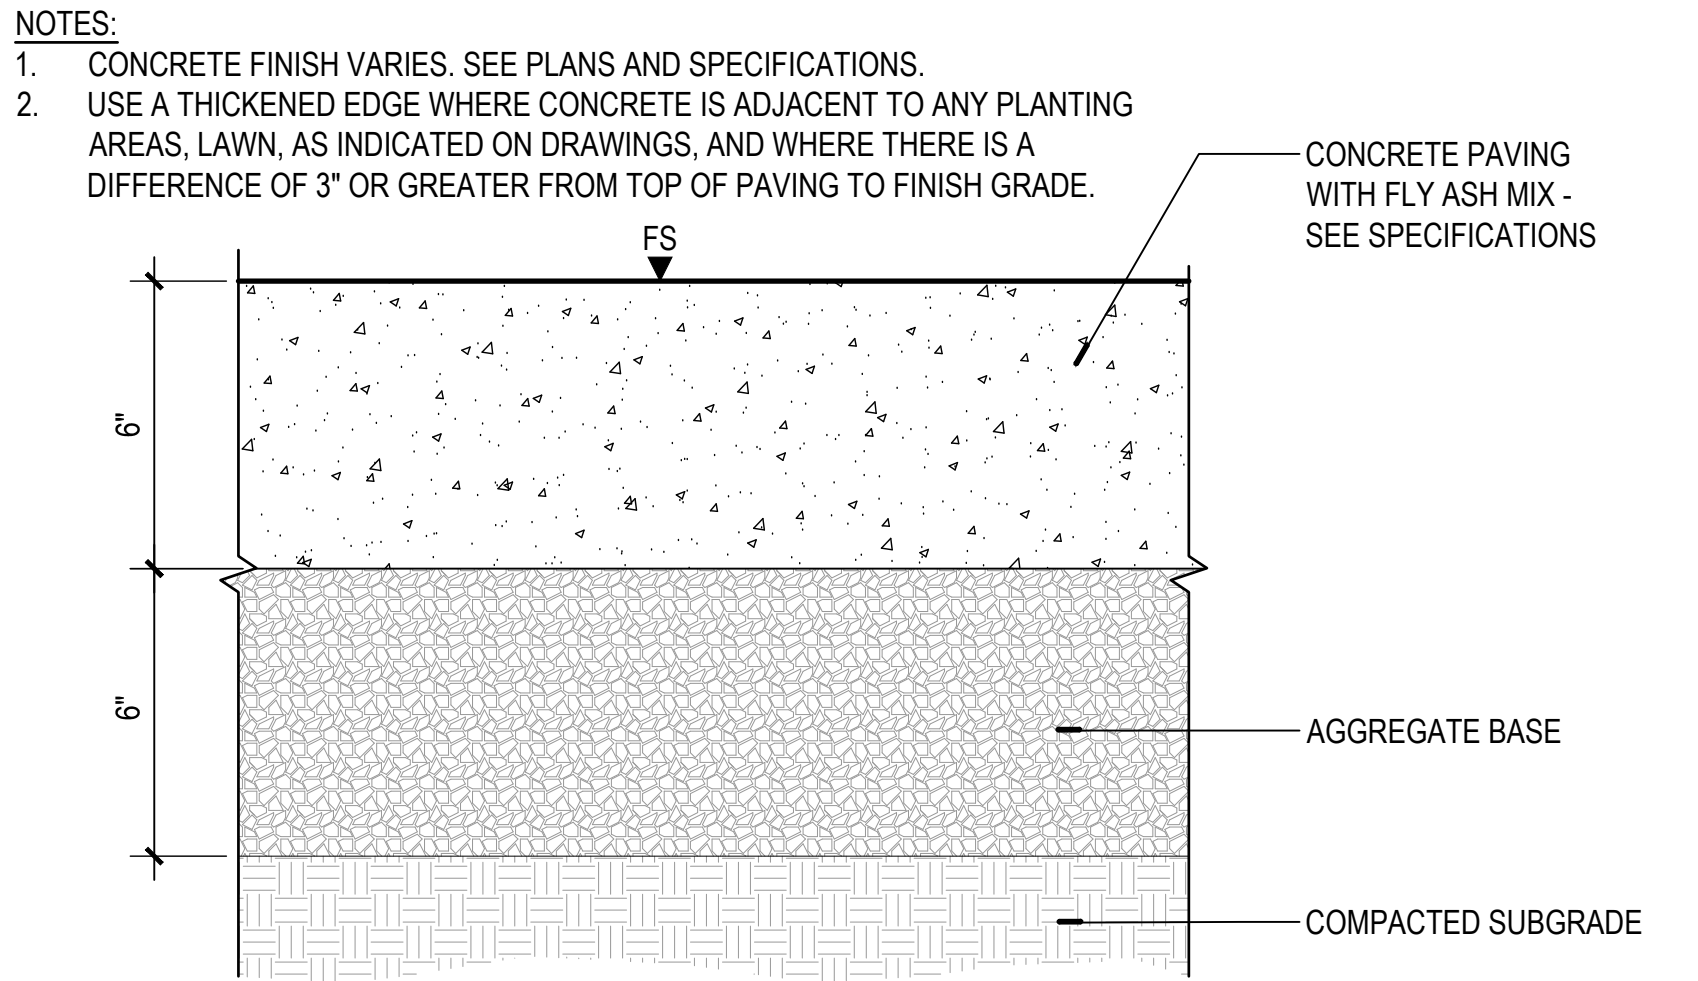 NOTES:
1. CONCRETE FINISH VARIES. SEE PLANS AND SPECIFICATIONS.
2. USE A THICKENED EDGE WHERE CONCRETE IS ADJACENT TO ANY PLANTING
AREAS, LAWN, AS INDICATED ON DRAWINGS, AND WHERE THERE IS A
DIFFERENCE OF 3" OR GREATER FROM TOP OF PAVING TO FINISH GRADE.
CONCRETE PAVING
WITH FLY ASH MIX -
SEE SPECIFICATIONS
FS
6"
6"
AGGREGATE BASE
COMPACTED SUBGRADE